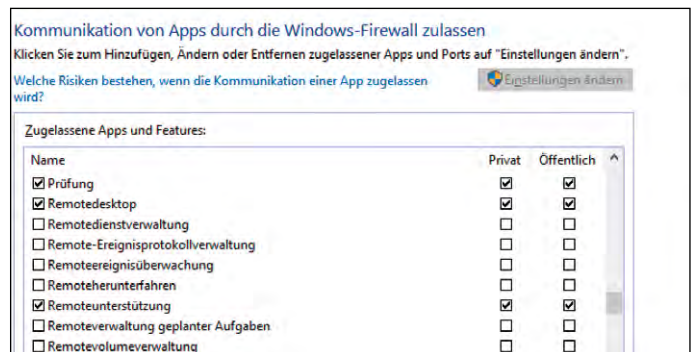 Kommunikation von Apps durch die Windows-Firewall zulassen
Klicken Sie zum Hinzufügen, Ändern oder Entfernen zugelassener Apps und Ports auf "Einstellungen ändern".
Welche Risiken bestehen, wenn die Kommunikation einer App zugelassen
wird?
Einstellungen ändern
Zugelassene Apps und Features:
Name Privat Öffentlich
Prüfung
Remotedesktop
Remotedienstverwaltung
Remote-Ereignisprotokollverwaltung
Remoteereignisüberwachung
Remoteherunterfahren
Remoteunterstützung
Remoteverwaltung geplanter Aufgaben
Remotevolumeverwaltung